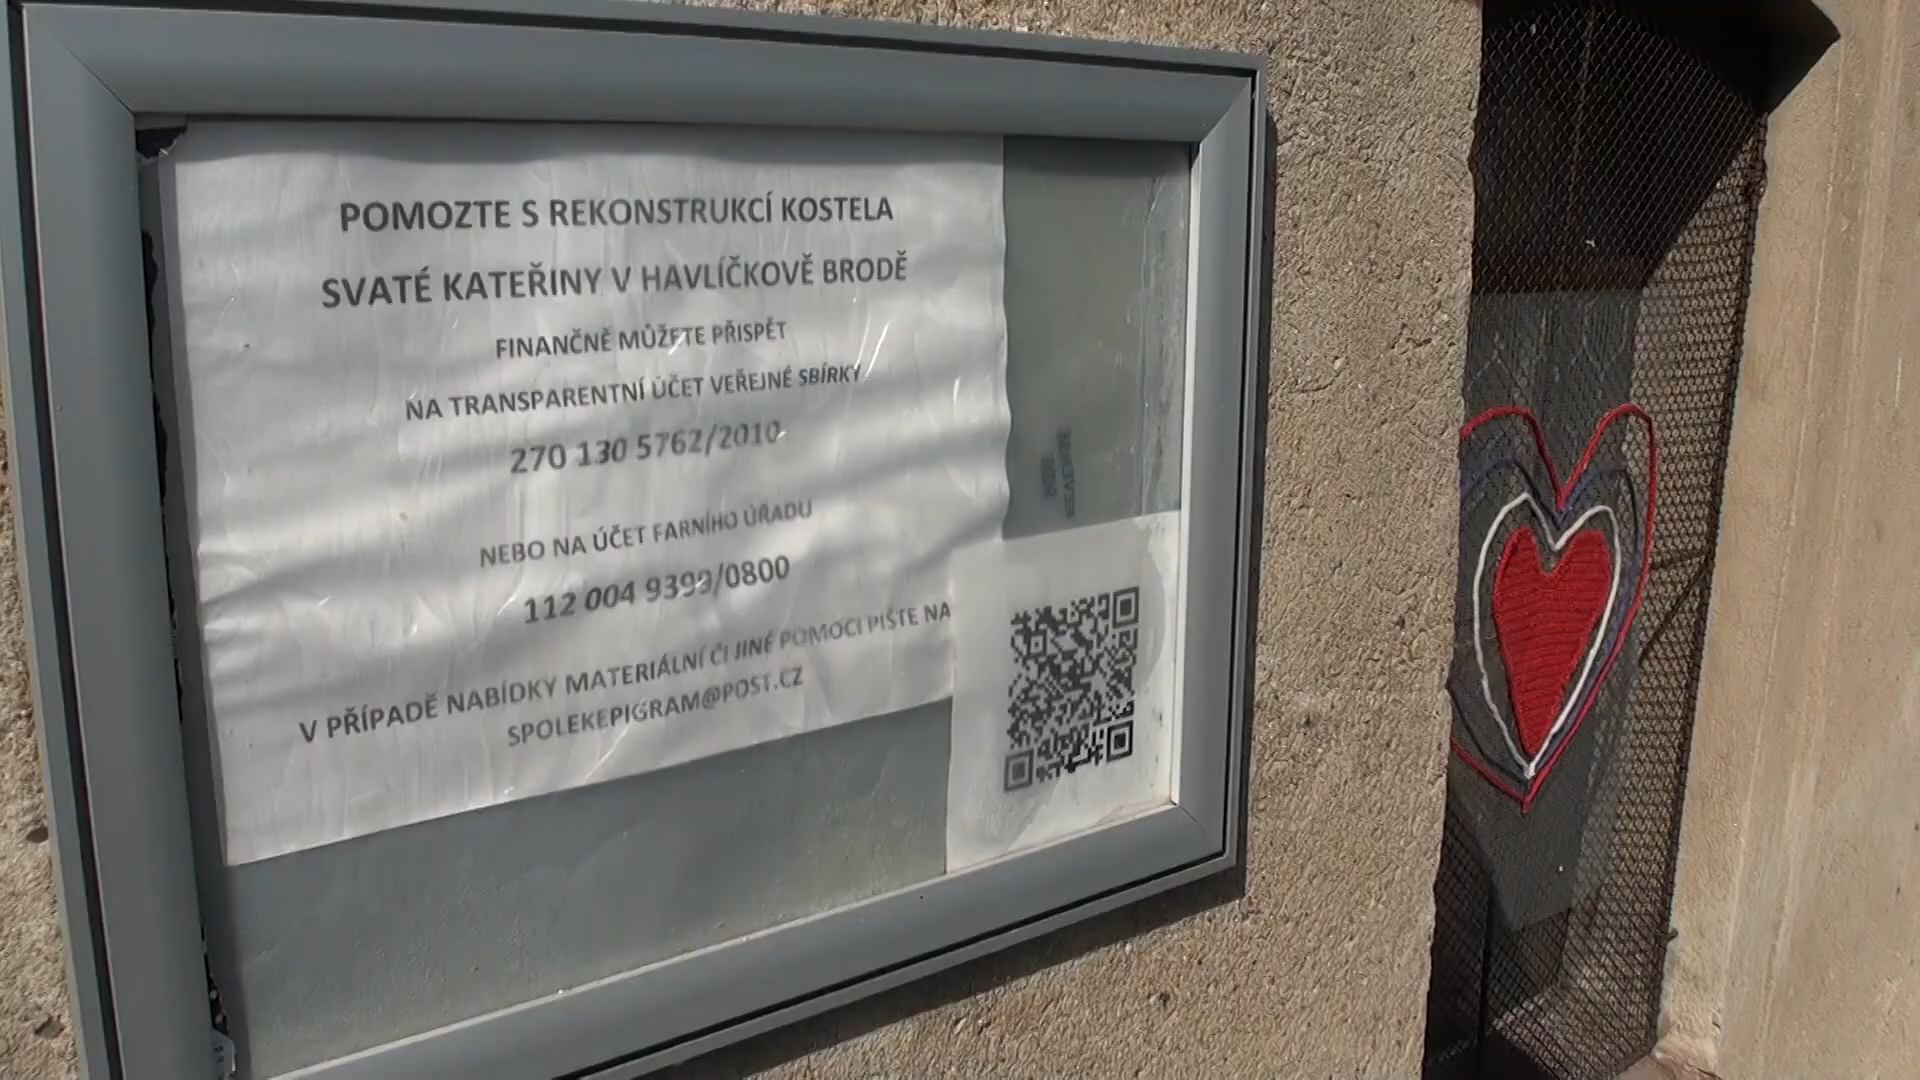 POMOZTE S REKONSTRUKCÍ KOSTELA
SVATÉ KATEŘINY V HAVLÍČKOVĚ BRODĚ
FINANČNĚ MŮŽETE PŘISPĚT
NA TRANSPARENTNÍ ÚČET VEŘEJNÉ SBÍRKY
270 130 5762/2010
NEBO NA ÚČET FARNÍHO ÚŘADU
112 004 9399/0800
V PŘÍPADĚ NABÍDKY MATERIÁLNÍ ČI JINÉ POMOCI PIŠTE NA
SPOLEKEPIGRAM@POST.CZ